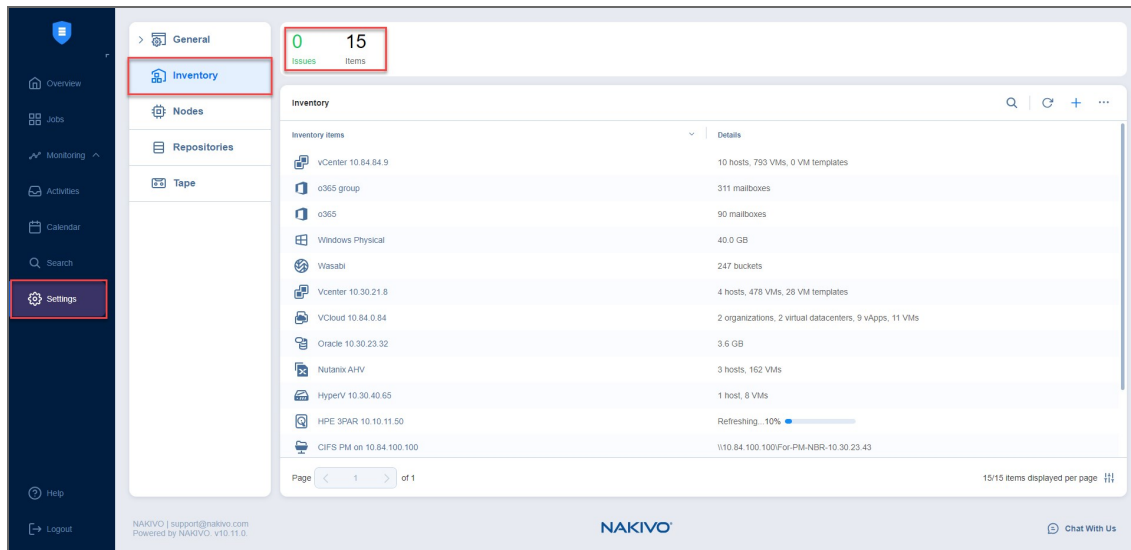 Overview
Jobs
Monitoring
Activities
Calendar
Search
Settings
Help
Logout
General
Inventory
Nodes
Repositories
Tape
0 15
Issues Items
Inventory
Inventory items Details
vCenter 10.84.84.9 10 hosts, 793 VMs, 0 VM templates
o365 group 311 mailboxes
o365 90 mailboxes
Windows Physical 40.0 GB
Wasabi 247 buckets
Vcenter 10.30.21.8 4 hosts, 478 VMs, 28 VM templates
VCloud 10.84.0.84 2 organizations, 2 virtual datacenters, 9 vApps, 11 VMs
Oracle 10.30.23.32 3.6 GB
Nutanix AHV 3 hosts, 162 VMs
HyperV 10.30.40.65 1 host, 8 VMs
HPE 3PAR 10.10.11.50 Refreshing...10%
CIFS PM on 10.84.100.100 \\10.84.100.100\For-PM-NBR-10.30.23.43
Page 1 of 1 15/15 items displayed per page
NAKIVO | support@nakivo.com
Powered by NAKIVO. v10.11.0.
NAKIVO®
Chat With Us